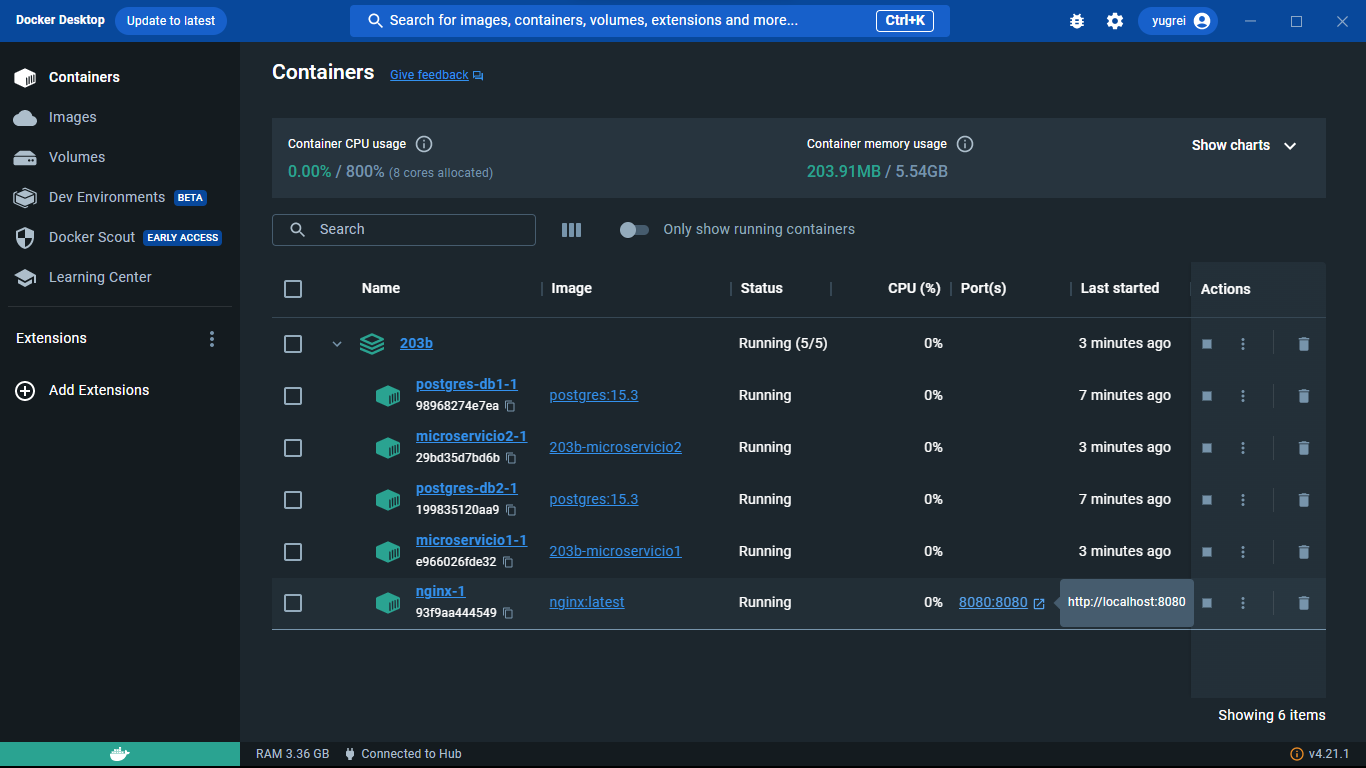 Docker Desktop Update to latest Search for images, containers, volumes, extensions and more... Ctrl+K yugrei
Containers
Images
Volumes
Dev Environments BETA
Docker Scout EARLY ACCESS
Learning Center
Extensions
Add Extensions
Containers Give feedback
Container CPU usage
0.00% / 800% (8 cores allocated)
Container memory usage
203.91MB / 5.54GB
Show charts
Search
Only show running containers
Name Image Status CPU (%) Port(s) Last started Actions
203b Running (5/5) 0% 3 minutes ago
postgres-db1-1
98968274e7ea
postgres:15.3 Running 0% 7 minutes ago
microservicio2-1
29bd35d7bd6b
203b-microservicio2 Running 0% 3 minutes ago
postgres-db2-1
199835120aa9
postgres:15.3 Running 0% 7 minutes ago
microservicio1-1
e966026fde32
203b-microservicio1 Running 0% 3 minutes ago
nginx-1
93f9aa444549
nginx:latest Running 0% 8080:8080 http://localhost:8080
Showing 6 items
RAM 3.36 GB Connected to Hub v4.21.1